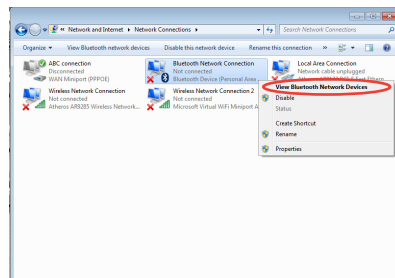 « Network and Internet ▸ Network Connections ▸
Search Network Connections
Organize
View Bluetooth network devices
Disable this network device
Rename this connection
»
ABC connection
Disconnected
WAN Miniport (PPPOE)
Bluetooth Network Connection
Not connected
Bluetooth Device (Personal Area
Local Area Connection
Network cable unplugged
Wireless Network Connection
Not connected
Atheros AR9285 Wireless Network...
Wireless Network Connection 2
Not connected
Microsoft Virtual WiFi Miniport A
View Bluetooth Network Devices
Disable
Status
Create Shortcut
Rename
Properties